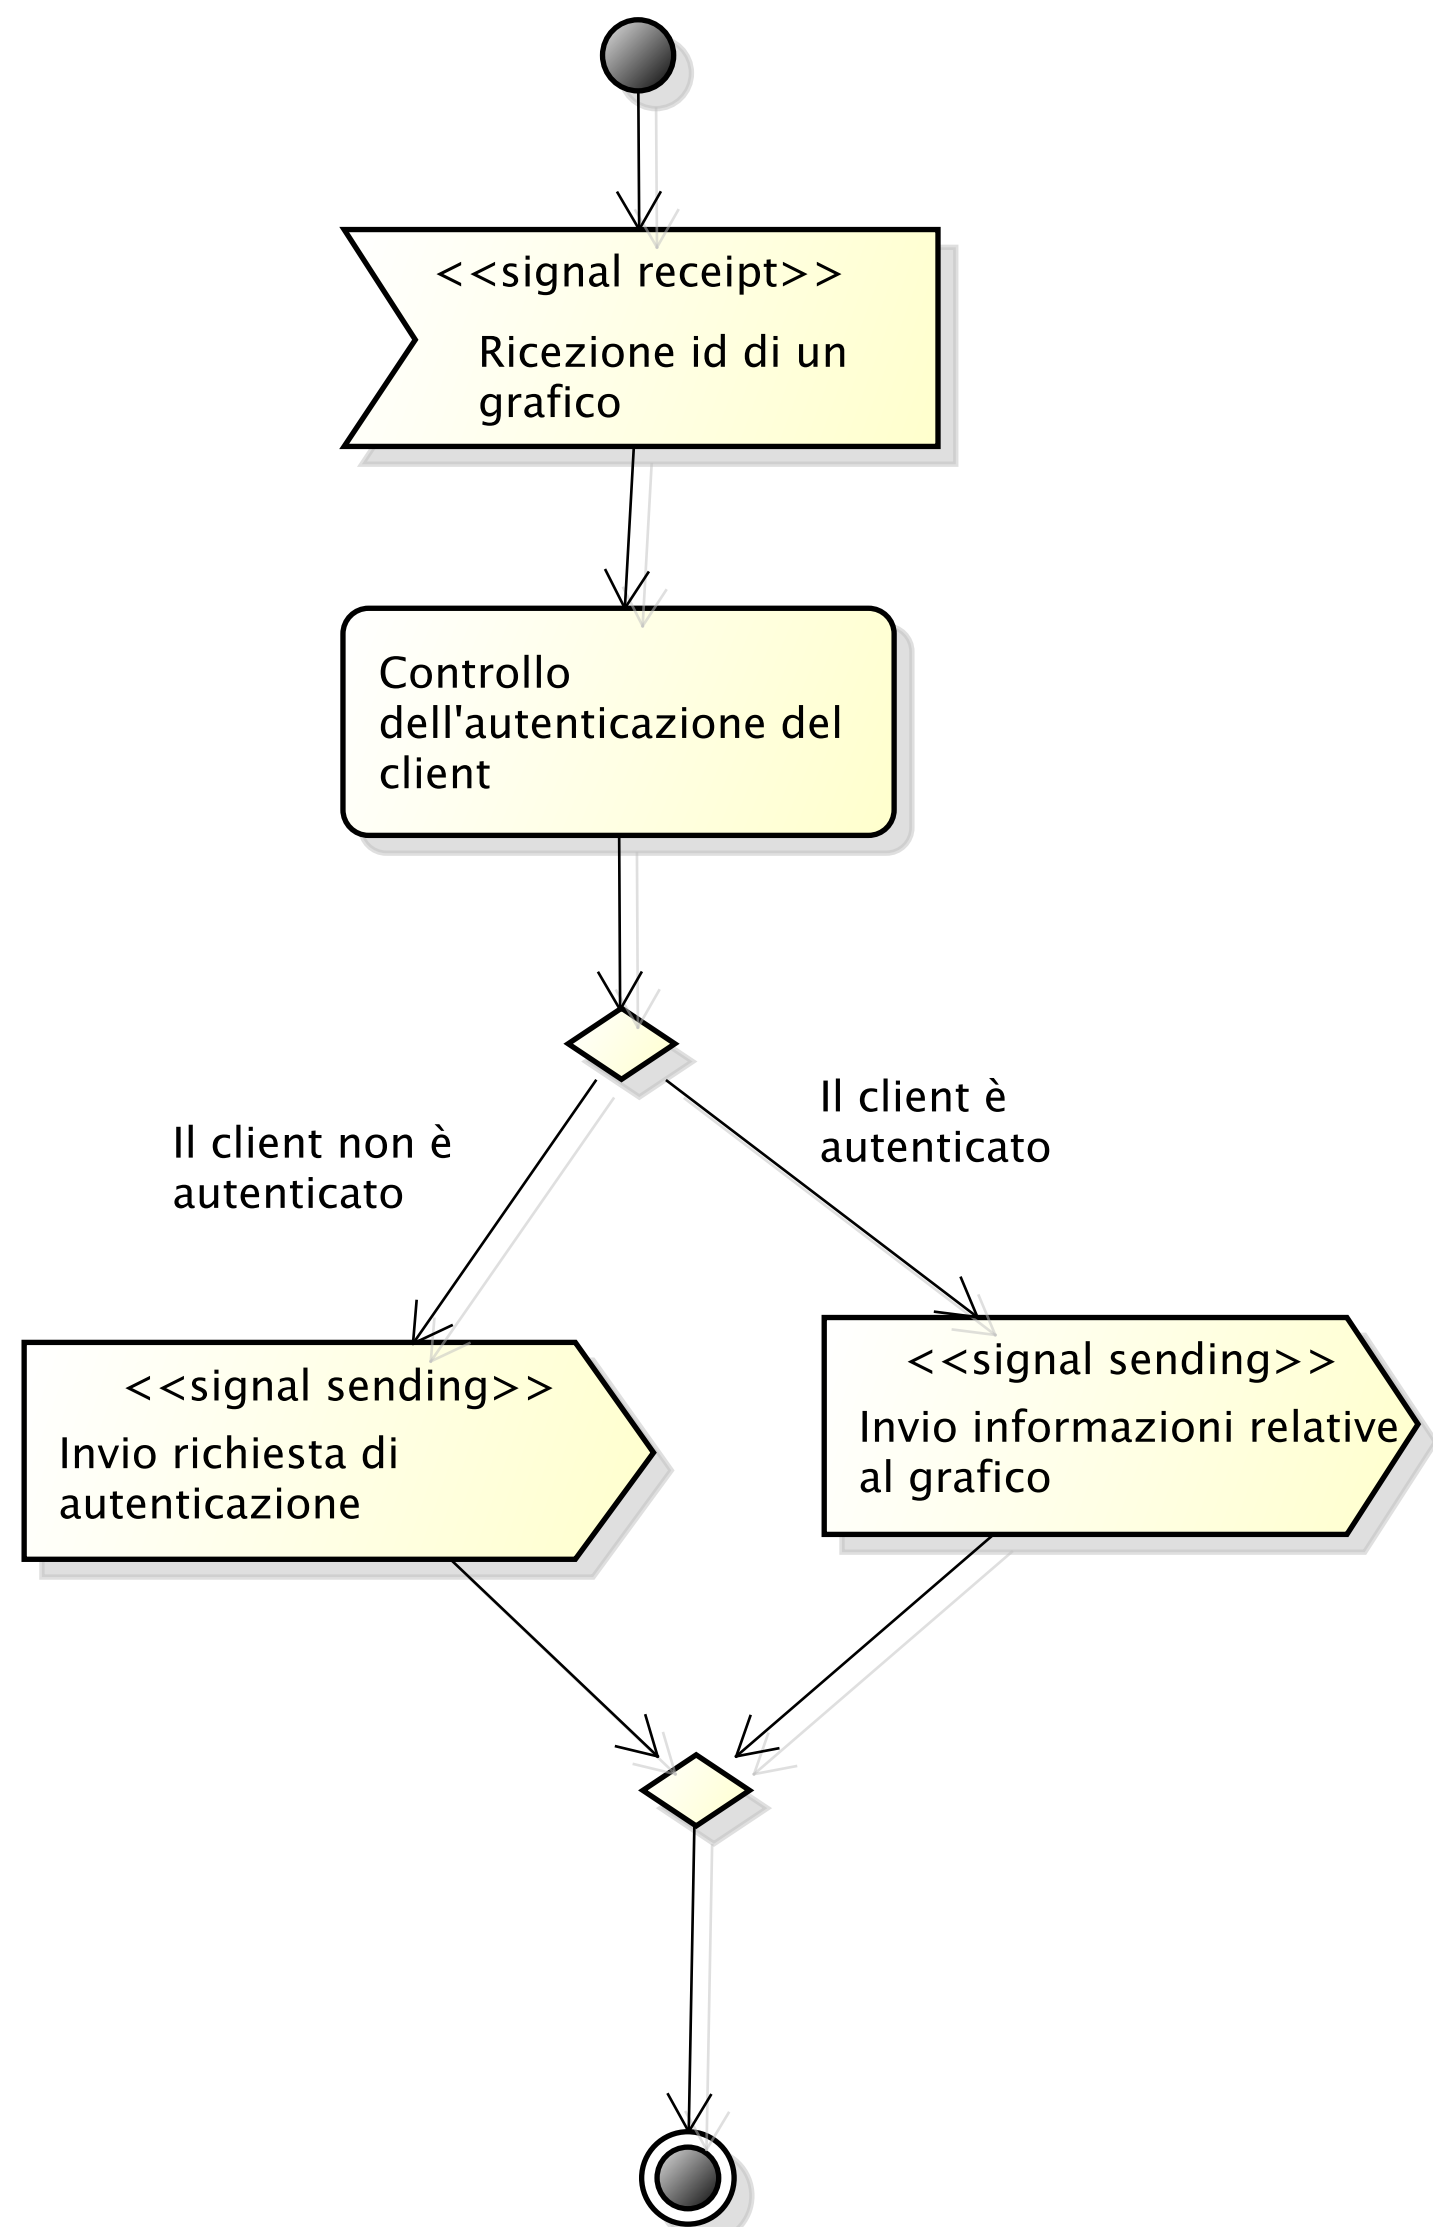 <<signal receipt>>
Ricezione id di un
grafico
Controllo
dell'autenticazione del
client
Il client è
autenticato
Il client non è
autenticato
<<signal sending>>
Invio richiesta di
autenticazione
<<signal sending>>
Invio informazioni relative
al grafico